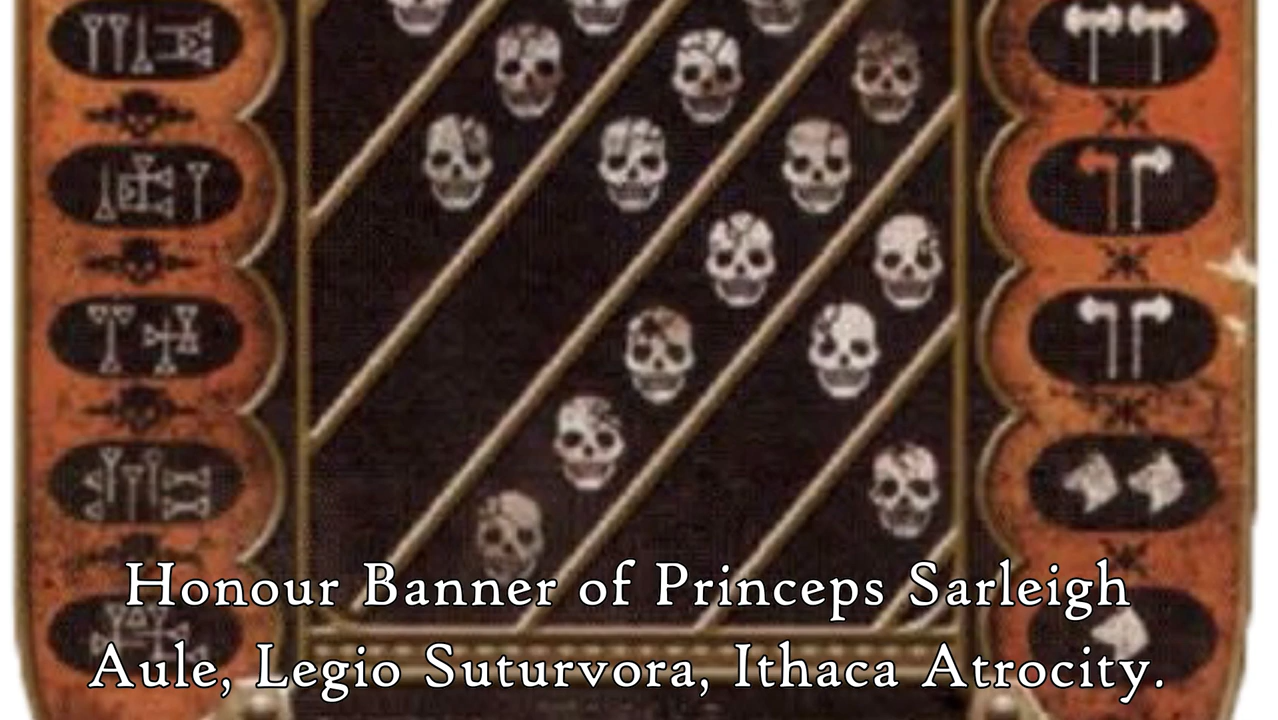 Honour Banner of Princeps Sarleigh
Aule, Legio Suturvora, Ithaca Atrocity.